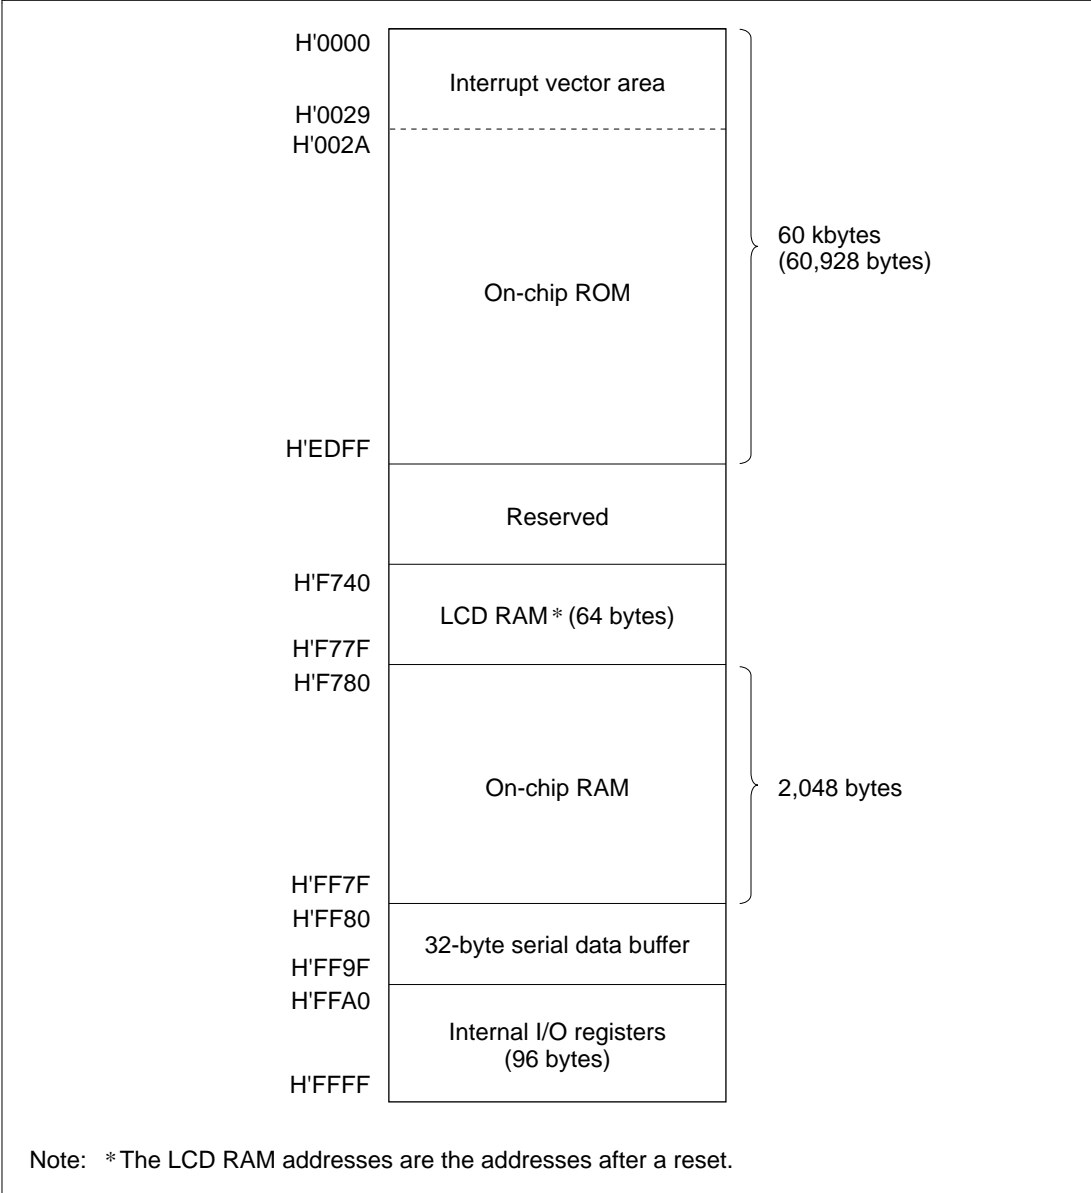 H'0000
Interrupt vector area
H'0029
H'002A
60 kbytes
(60,928 bytes)
On-chip ROM
H'EDFF
Reserved
H'F740
LCD RAM * (64 bytes)
H'F77F
H'F780
On-chip RAM
2,048 bytes
H'FF7F
H'FF80
32-byte serial data buffer
H'FF9F
H'FFA0
Internal I/O registers
(96 bytes)
H'FFFF
Note: * The LCD RAM addresses are the addresses after a reset.